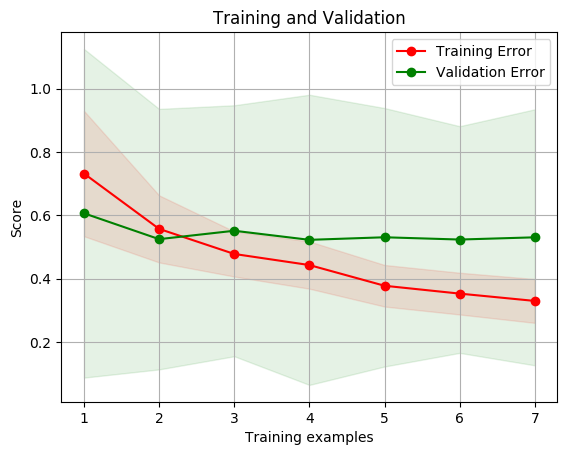 Training and Validation
Training Error
Validation Error
1.0
0.8
0.6
0.4
0.2
Score
1 2 3 4 5 6 7
Training examples